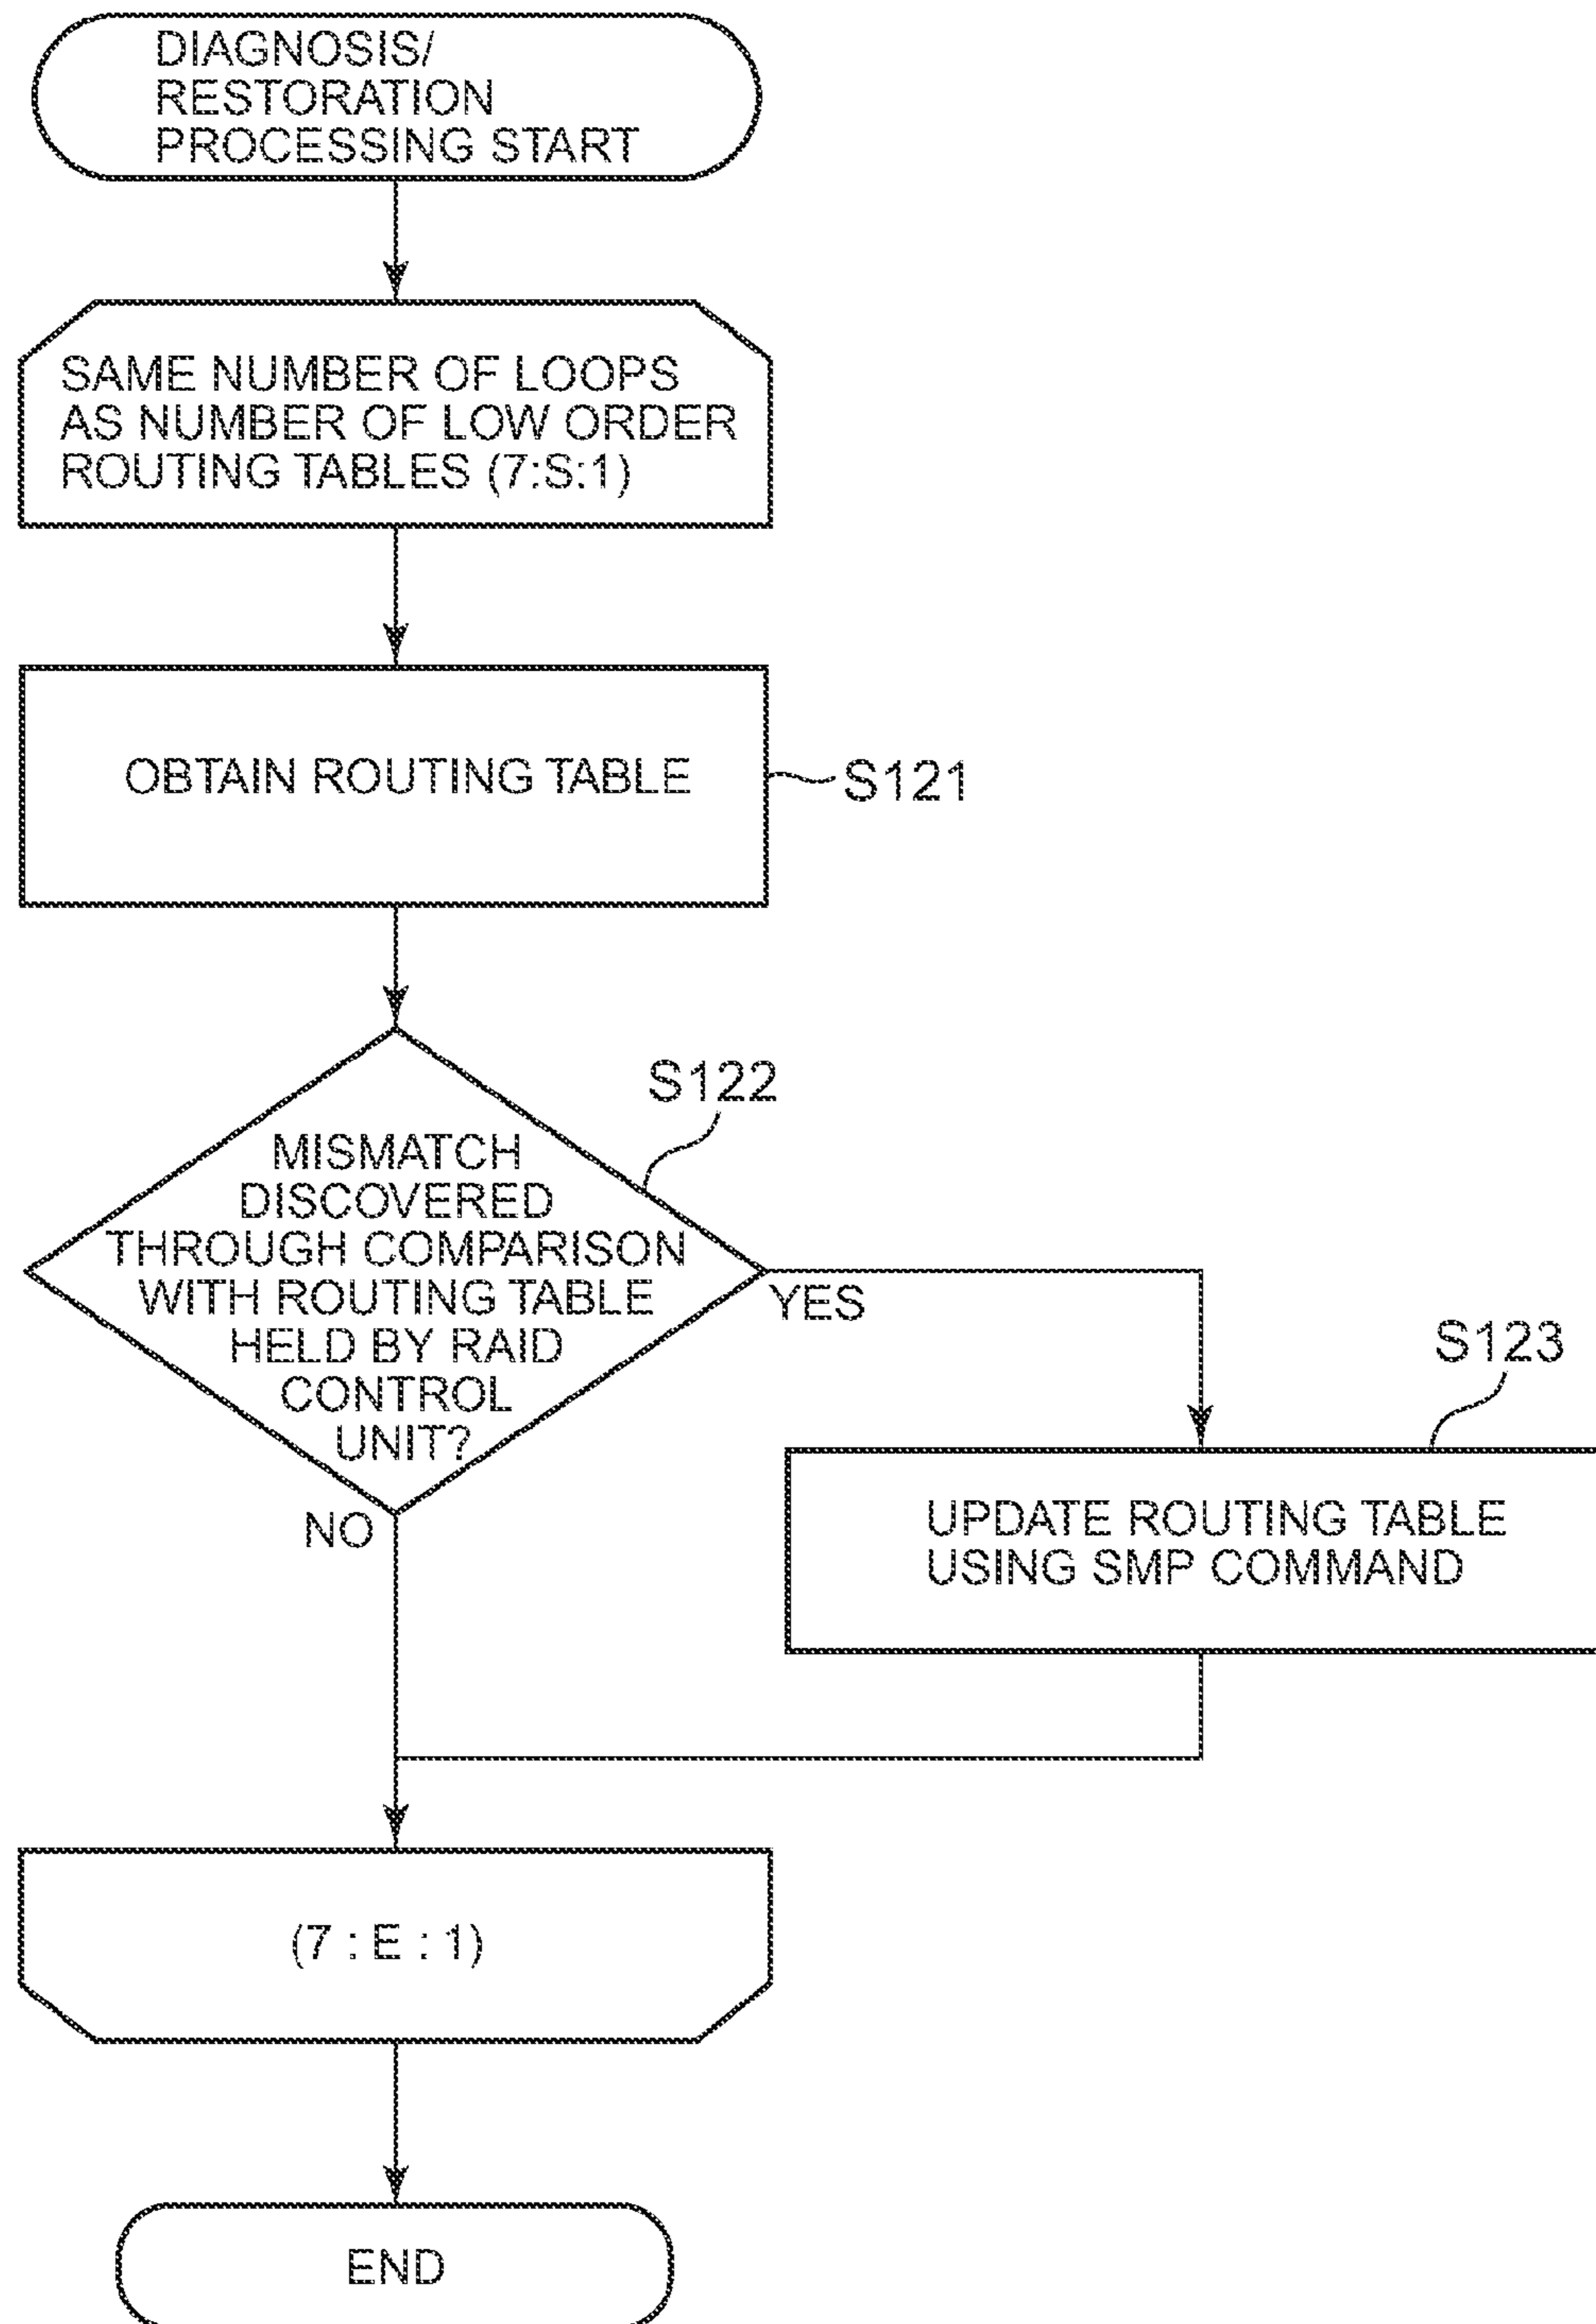 DIAGNOSIS/
RESTORATION
PROCESSING START
SAME NUMBER OF LOOPS
AS NUMBER OF LOW ORDER
ROUTING TABLES (7:S:1)
OBTAIN ROUTING TABLE
S121
S122
MISMATCH
DISCOVERED
THROUGH COMPARISON
WITH ROUTING TABLE
HELD BY RAID
CONTROL
UNIT?
YES
NO
S123
UPDATE ROUTING TABLE
USING SMP COMMAND
(7 : E : 1)
END